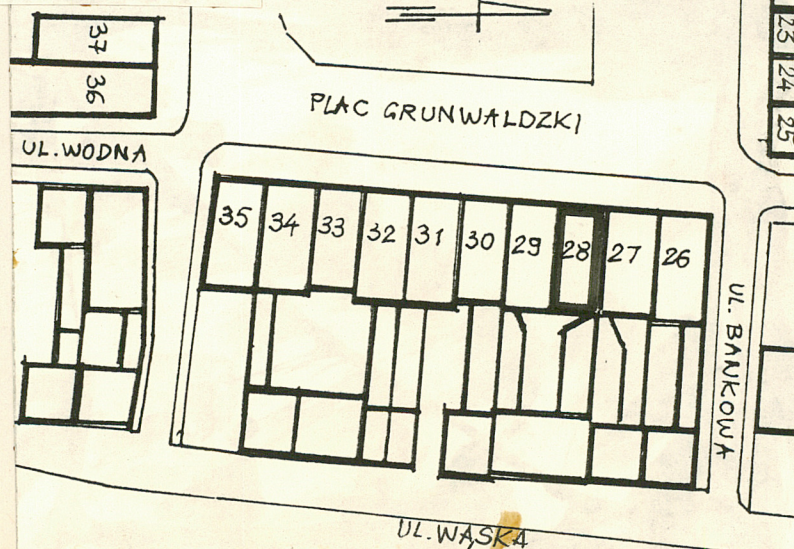 37
36
23
24
25
PLAC GRUNWALDZKI
UL. WODNA
35 34 33 32 31 30 29 28 27 26
UL. BANKOWA
UL. WĄSKA